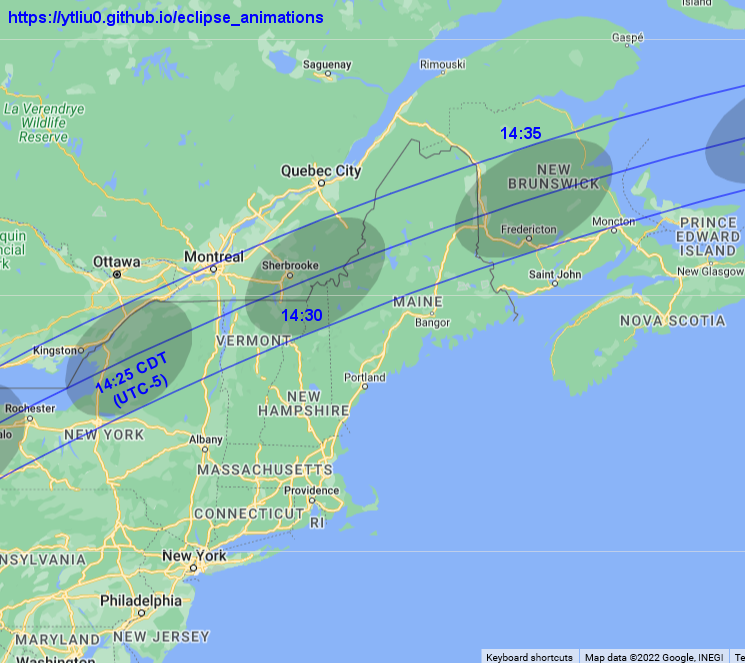 https://ytliu0.github.io/eclipse_animations
Island
Gaspé
Saguenay
Rimouski
La Verendrye
Wildlife
Reserve
14:35
Quebec City
NEW
BRUNSWICK
quin
ncial
rk
Ottawa
Montreal
Sherbrooke
Fredericton
Moncton
PRINCE
EDWARD
ISLAND
New Glasgow
Saint John
MAINE
14:30
Bangor
NOVA SCOTIA
Kingston
VERMONT
14:25 CDT
(UTC-5)
Portland
Rochester
alo
NEW YORK
NEW
HAMPSHIRE
Albany
MASSACHUSETTS
Providence
CONNECTICUT
RI
NSYLVANIA
New York
Philadelphia
MARYLAND
NEW JERSEY
Washington
Keyboard shortcuts
Map data ©2022 Google, INEGI
Te